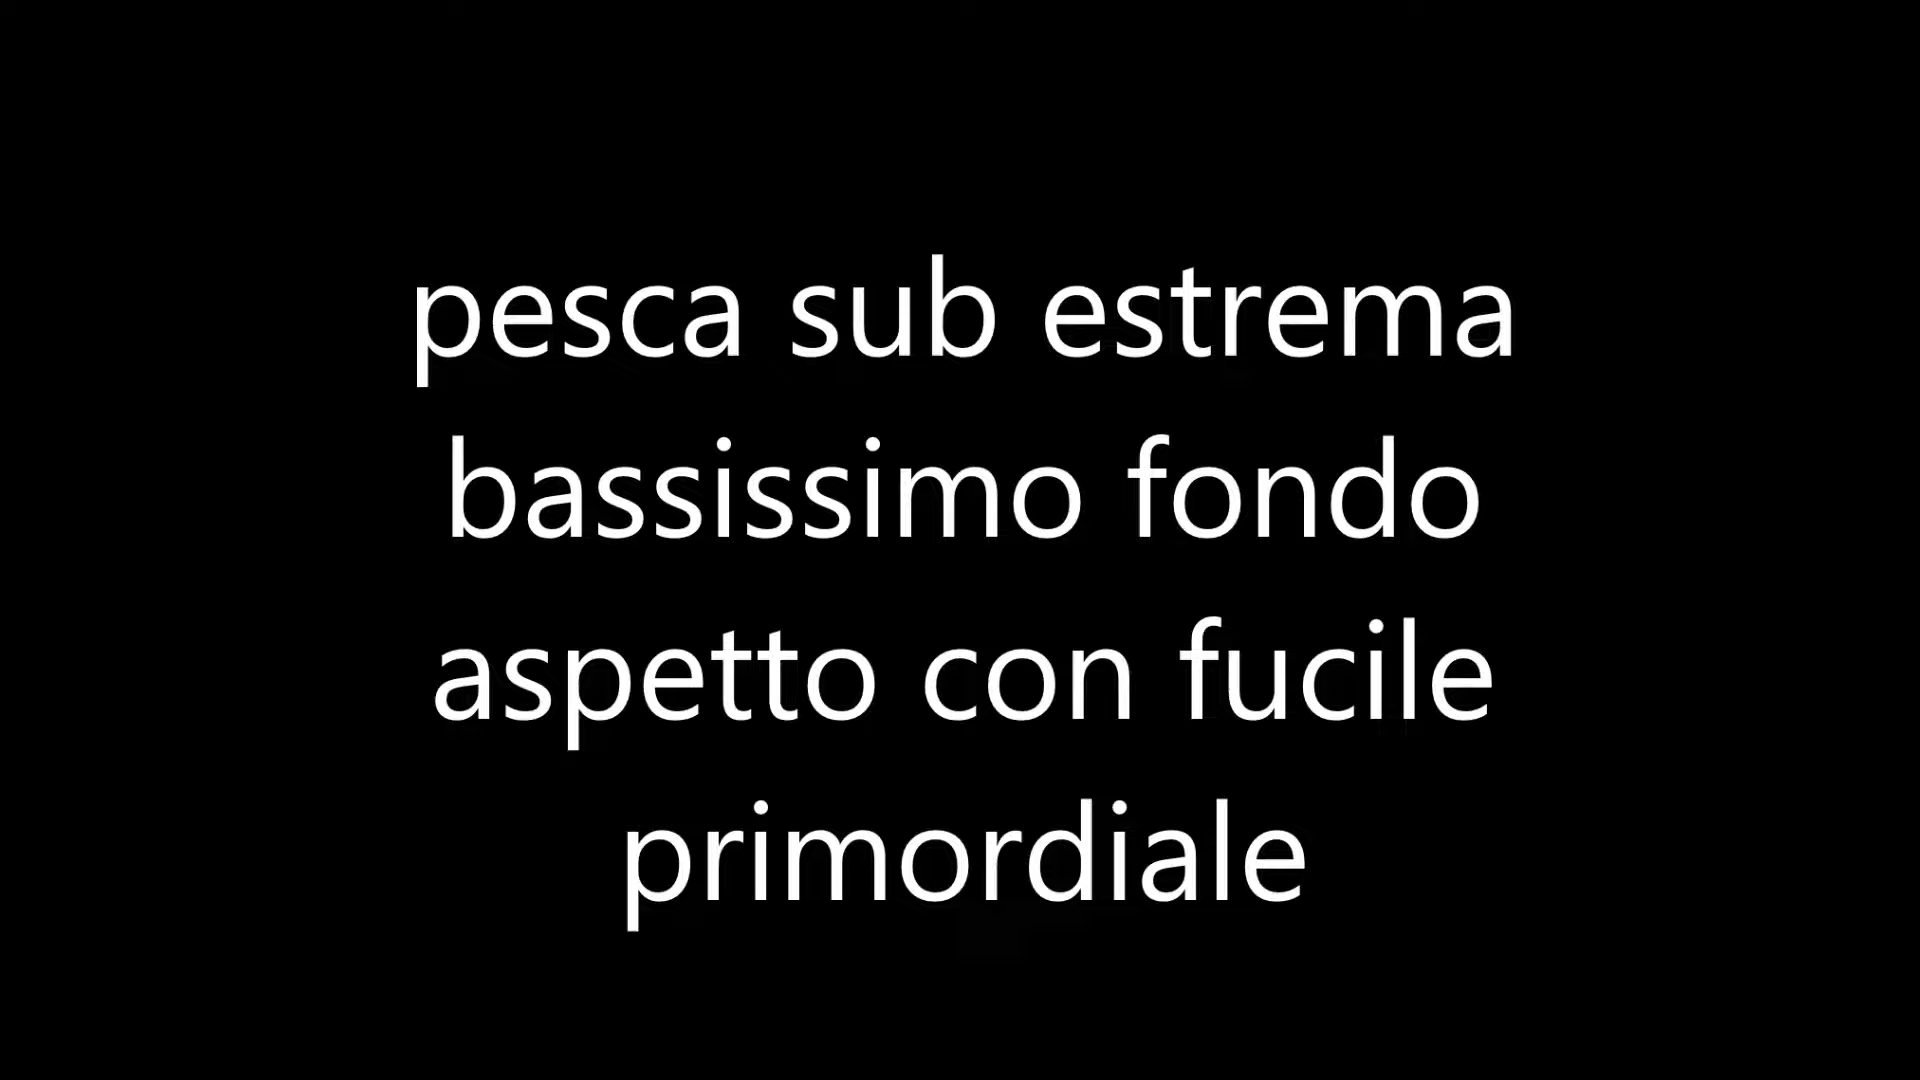 pesca sub estrema
bassissimo fondo
aspetto con fucile
primordiale